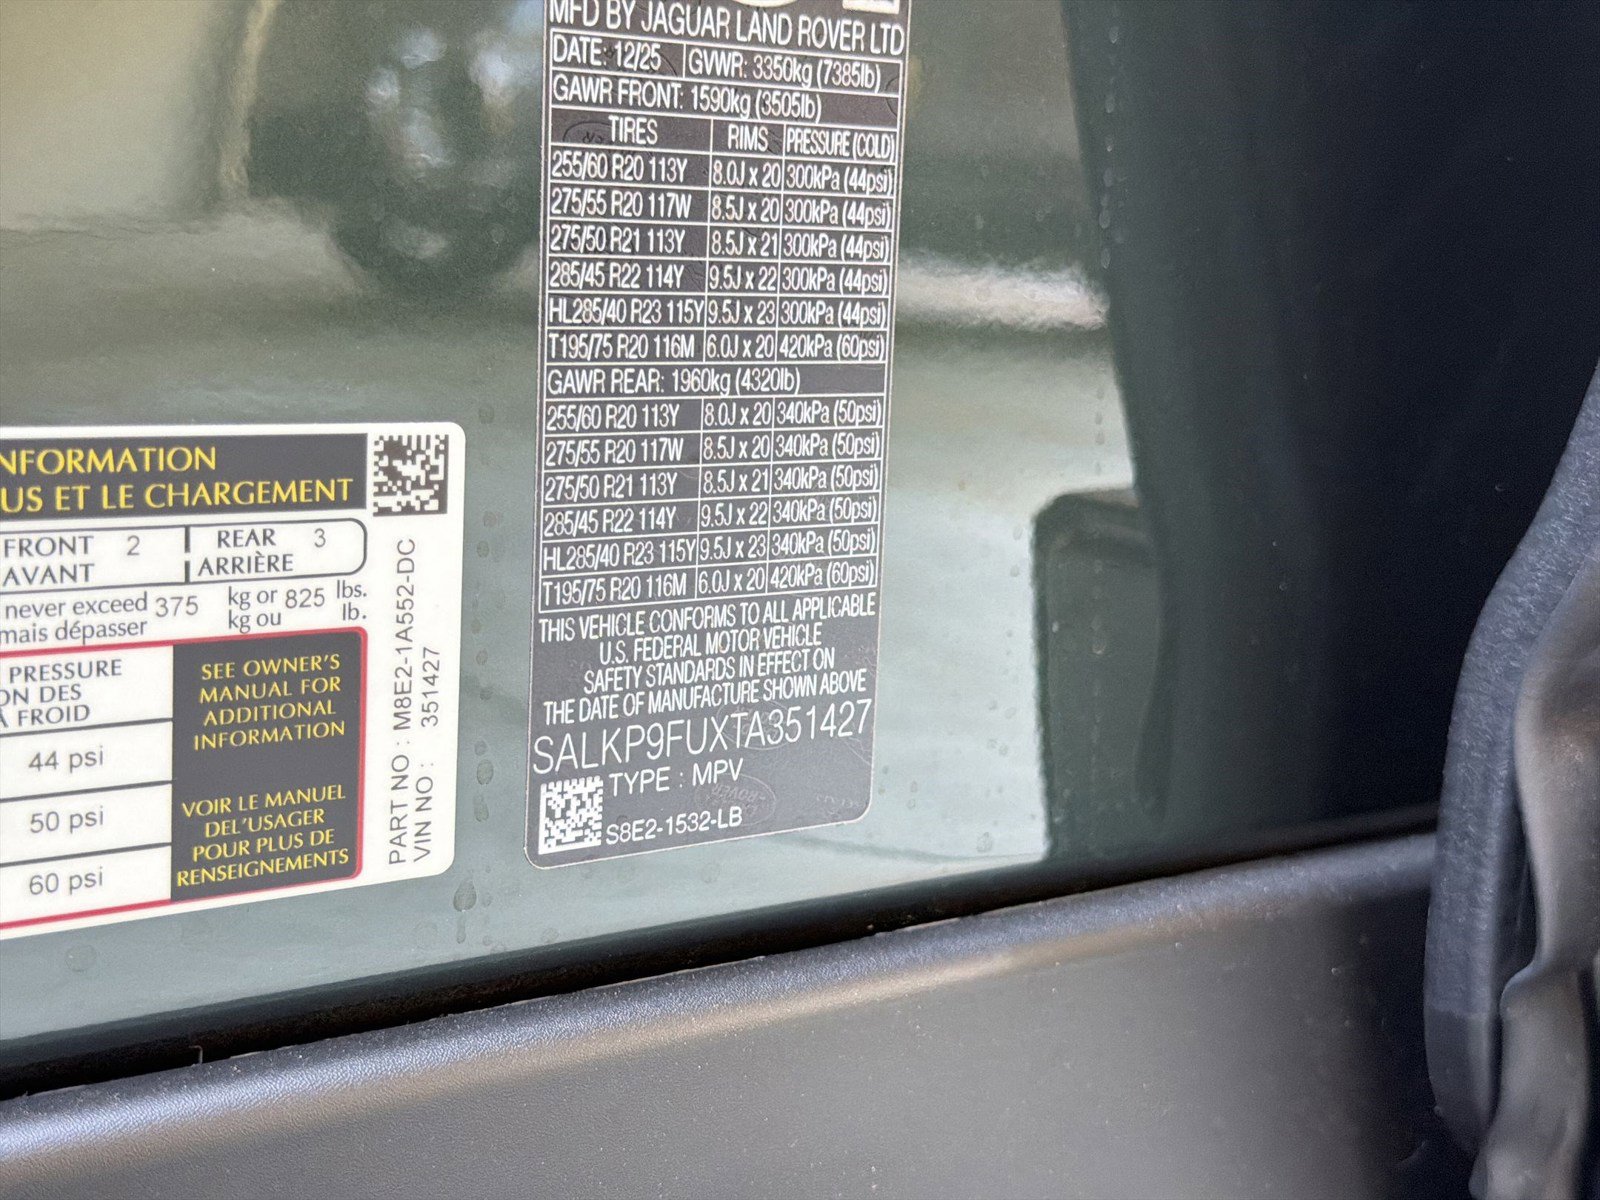 NFORMATION
US ET LE CHARGEMENT
FRONT 2 REAR 3
AVANT ARRIÈRE
never exceed 375 kg or 825 lbs.
mais dépasser kg ou lb.
PRESSURE
ON DES
À FROID
44 psi
50 psi
60 psi
SEE OWNER'S
MANUAL FOR
ADDITIONAL
INFORMATION
VOIR LE MANUEL
DEL'USAGER
POUR PLUS DE
RENSEIGNEMENTS
PART NO : M8E2-1A552-DC
VIN NO : 351427
MFD BY JAGUAR LAND ROVER LTD
DATE: 12/25 GVWR: 3350kg (7385lb)
GAWR FRONT: 1590kg (3505lb)
TIRES RIMS PRESSURE (COLD)
255/60 R20 113Y 8.0J x 20 300kPa (44psi)
275/55 R20 117W 8.5J x 20 300kPa (44psi)
275/50 R21 113Y 8.5J x 21 300kPa (44psi)
285/45 R22 114Y 9.5J x 22 300kPa (44psi)
HL285/40 R23 115Y 9.5J x 23 300kPa (44psi)
T195/75 R20 116M 6.0J x 20 420kPa (60psi)
GAWR REAR: 1960kg (4320lb)
255/60 R20 113Y 8.0J x 20 340kPa (50psi)
275/55 R20 117W 8.5J x 20 340kPa (50psi)
275/50 R21 113Y 8.5J x 21 340kPa (50psi)
285/45 R22 114Y 9.5J x 22 340kPa (50psi)
HL285/40 R23 115Y 9.5J x 23 340kPa (50psi)
T195/75 R20 116M 6.0J x 20 420kPa (60psi)
THIS VEHICLE CONFORMS TO ALL APPLICABLE
U.S. FEDERAL MOTOR VEHICLE
SAFETY STANDARDS IN EFFECT ON
THE DATE OF MANUFACTURE SHOWN ABOVE
SALKP9FUXTA351427
TYPE : MPV
S8E2-1532-LB